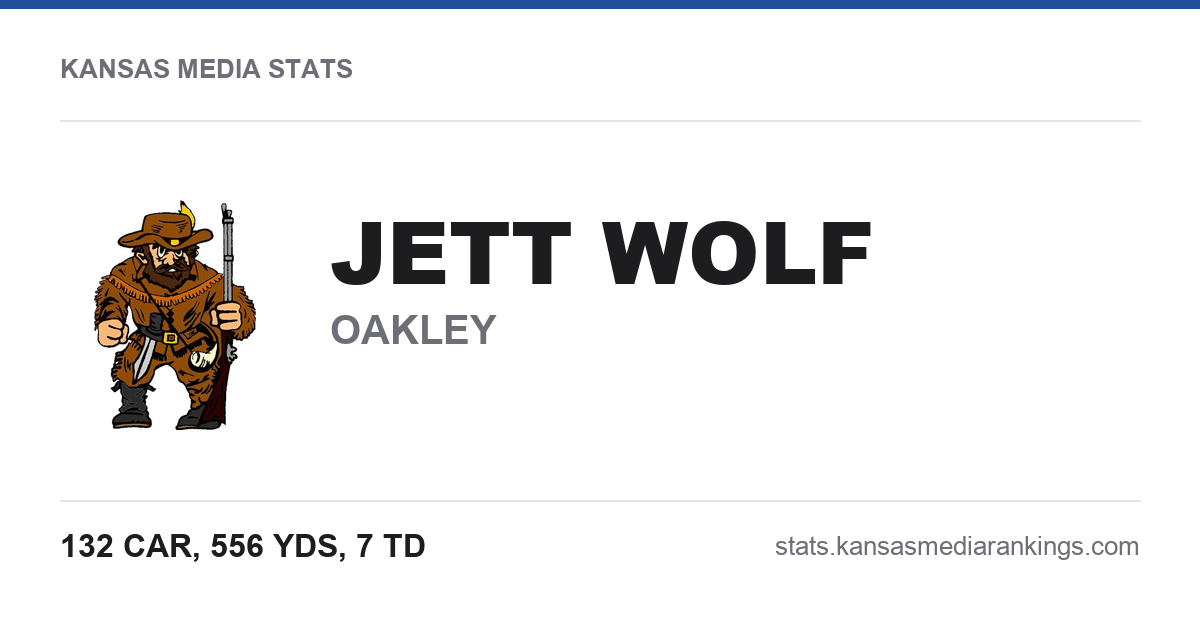 KANSAS MEDIA STATS
JETT WOLF
OAKLEY
132 CAR, 556 YDS, 7 TD
stats.kansasmediarankings.com